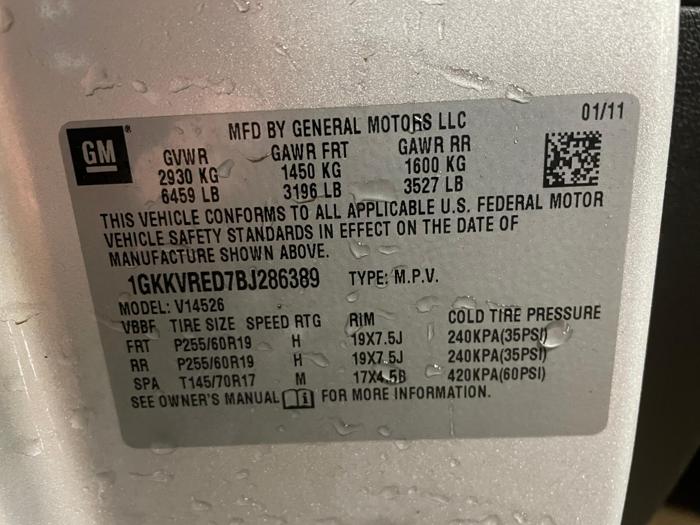 GM
®
MFD BY GENERAL MOTORS LLC
01/11
GVWR GAWR FRT GAWR RR
2930 KG 1450 KG 1600 KG
6459 LB 3196 LB 3527 LB
THIS VEHICLE CONFORMS TO ALL APPLICABLE U.S. FEDERAL MOTOR
VEHICLE SAFETY STANDARDS IN EFFECT ON THE DATE OF
MANUFACTURE SHOWN ABOVE.
1GKKVRED7BJ286389 TYPE: M.P.V.
MODEL: V14526
VBBF TIRE SIZE SPEED RTG RIM COLD TIRE PRESSURE
FRT P255/60R19 H 19X7.5J 240KPA(35PSI)
RR P255/60R19 H 19X7.5J 240KPA(35PSI)
SPA T145/70R17 M 17X4.5B 420KPA(60PSI)
SEE OWNER'S MANUAL FOR MORE INFORMATION.